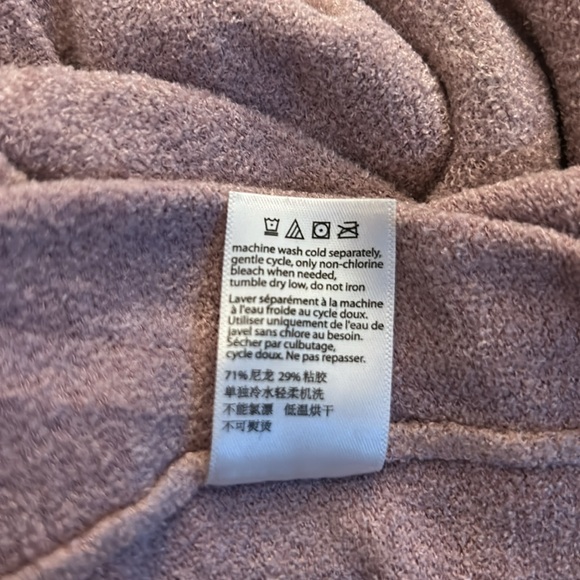 machine wash cold separately,
gentle cycle, only non-chlorine
bleach when needed,
tumble dry low, do not iron
Laver séparément à la machine
à l'eau froide au cycle doux.
Utiliser uniquement de l'eau de
javel sans chlore au besoin.
Sécher par culbutage,
cycle doux. Ne pas repasser.
71%尼龙 29% 粘胶
单独冷水轻柔机洗
不能氯漂 低温烘干
不可熨烫